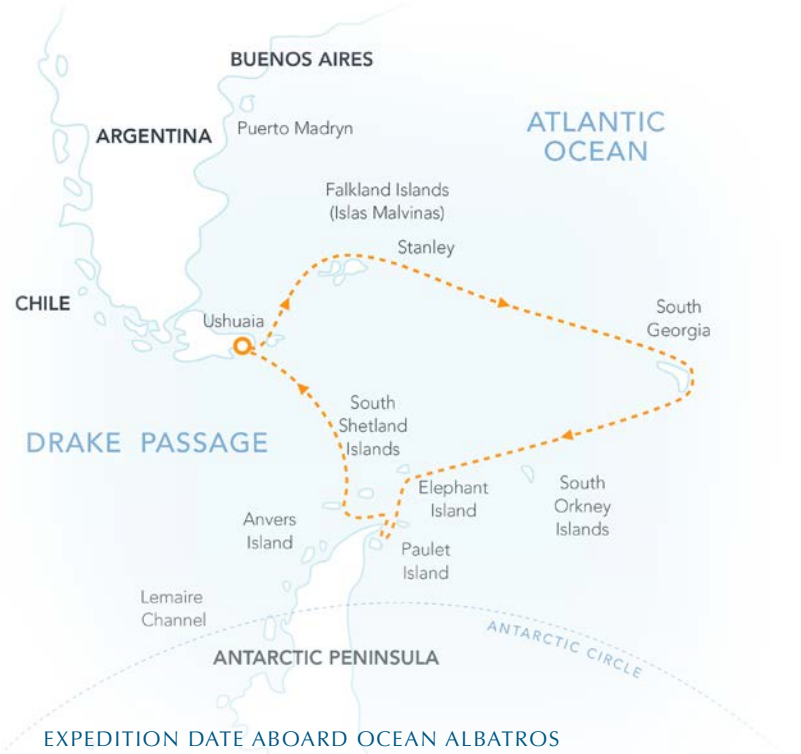 BUENOS AIRES
ARGENTINA
Puerto Madryn
ATLANTIC
OCEAN
Falkland Islands
(Islas Malvinas)
Stanley
CHILE
Ushuaia
South
Georgia
DRAKE PASSAGE
South
Shetland
Islands
Elephant
Island
South
Orkney
Islands
Anvers
Island
Paulet
Island
Lemaire
Channel
ANTARCTIC CIRCLE
ANTARCTIC PENINSULA
EXPEDITION DATE ABOARD OCEAN ALBATROS